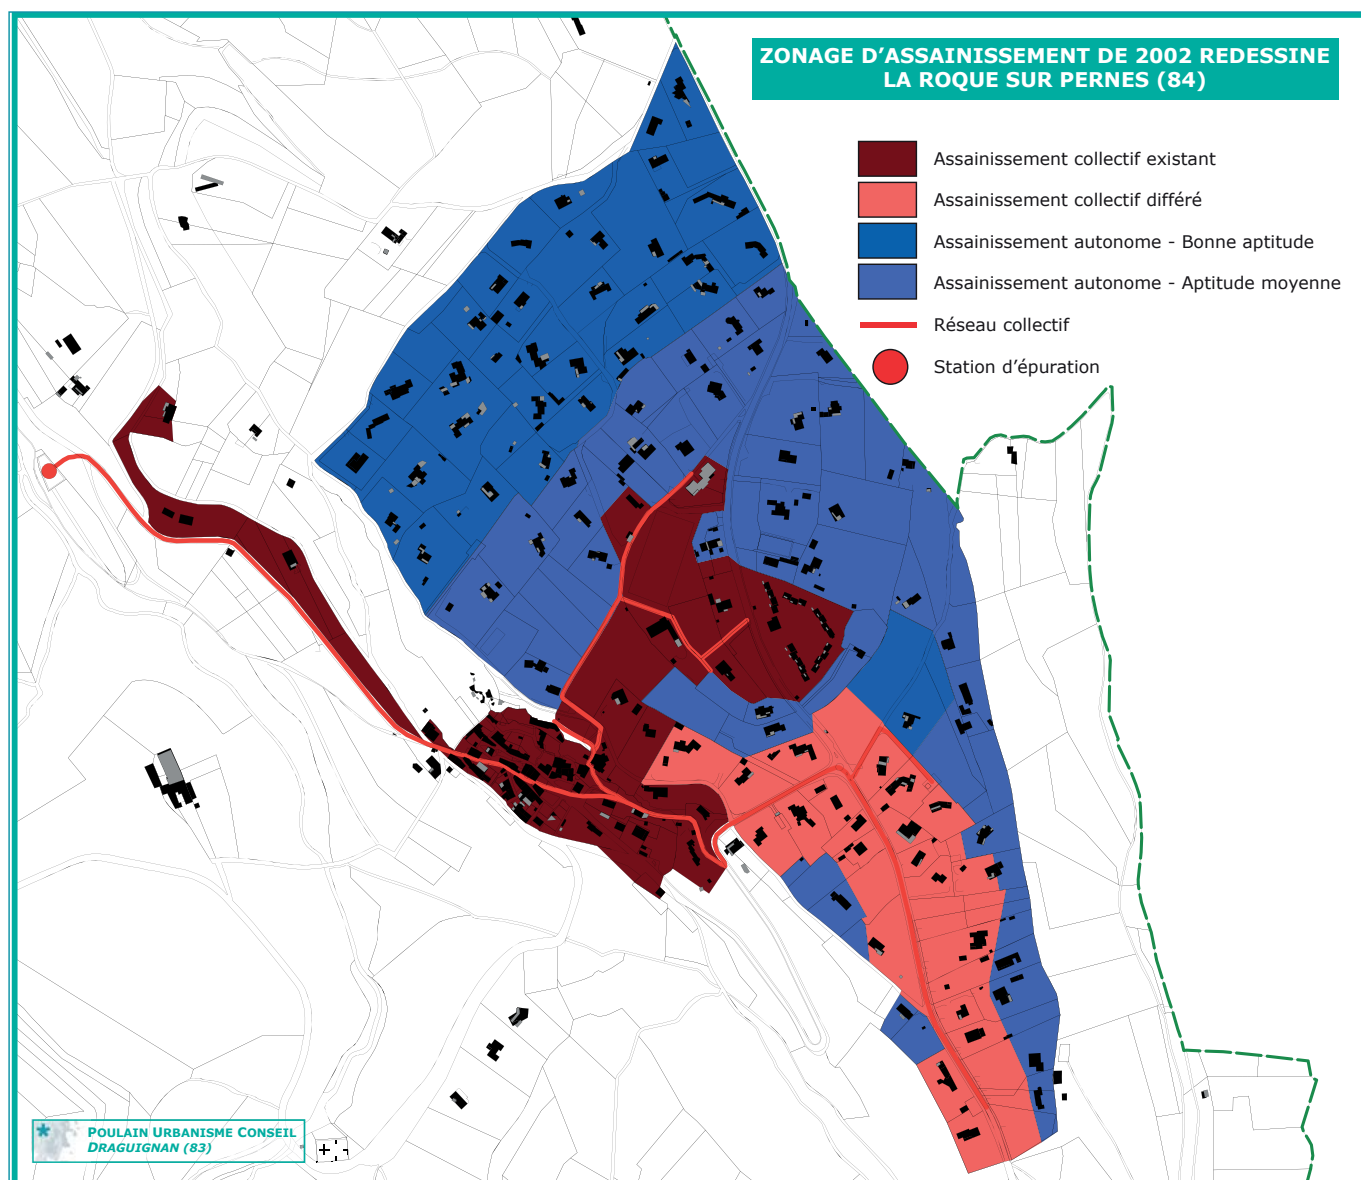 ZONAGE D'ASSAINISSEMENT DE 2002 REDESSINE
LA ROQUE SUR PERNES (84)
Assainissement collectif existant
Assainissement collectif différé
Assainissement autonome - Bonne aptitude
Assainissement autonome - Aptitude moyenne
Réseau collectif
Station d'épuration
POULAIN URBANISME CONSEIL
DRAGUIGNAN (83)